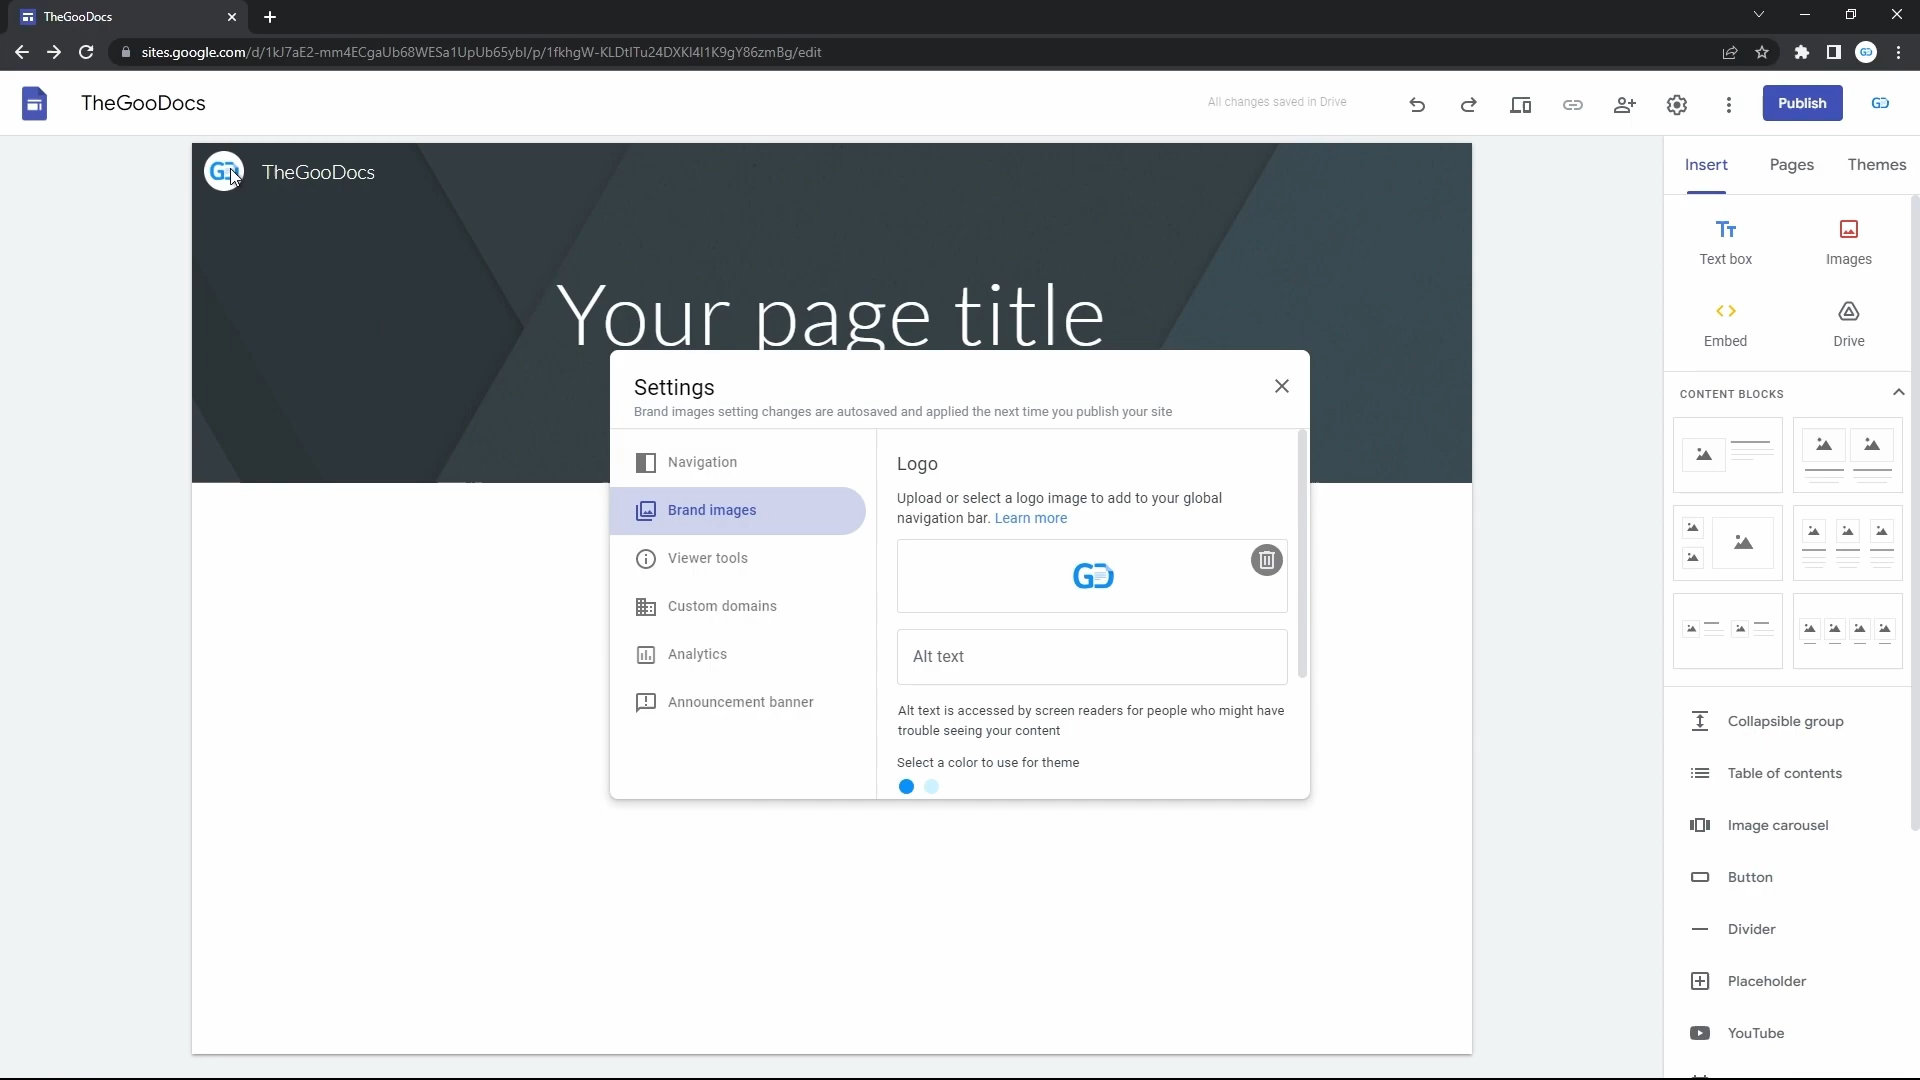 TheGooDocs
sites.google.com/d/1kJ7aE2-mm4ECgaUb68WESa1UpUb65ybI/p/1fkhgW-KLDtITu24DXKI4I1K9gY86zmBg/edit
TheGooDocs
All changes saved in Drive
Publish
GD
GD
TheGooDocs
Your page title
Insert
Pages
Themes
Text box
Images
Embed
Drive
CONTENT BLOCKS
Settings
Brand images setting changes are autosaved and applied the next time you publish your site
Navigation
Brand images
Viewer tools
Custom domains
Analytics
Announcement banner
Logo
Upload or select a logo image to add to your global
navigation bar. Learn more
GD
Alt text
Alt text is accessed by screen readers for people who might have
trouble seeing your content
Select a color to use for theme
Collapsible group
Table of contents
Image carousel
Button
Divider
Placeholder
YouTube